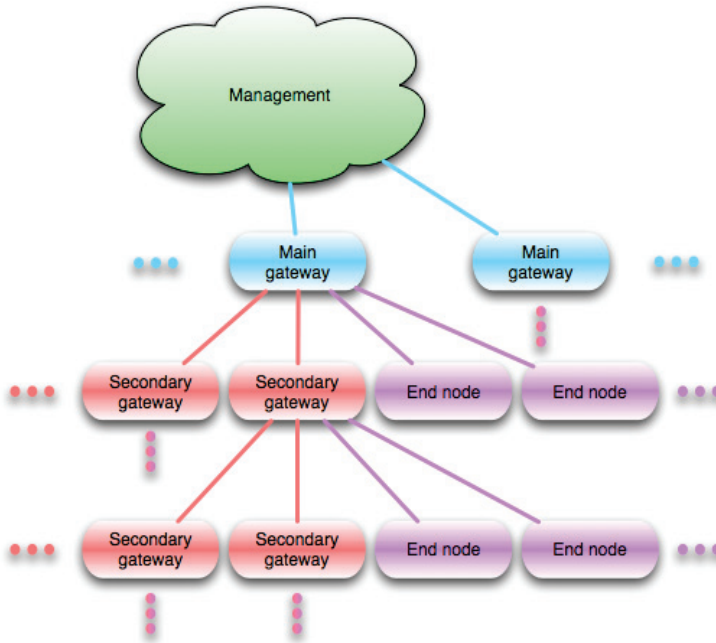 Management
Main
gateway
Main
gateway
Secondary
gateway
Secondary
gateway
End node
End node
Secondary
gateway
Secondary
gateway
End node
End node